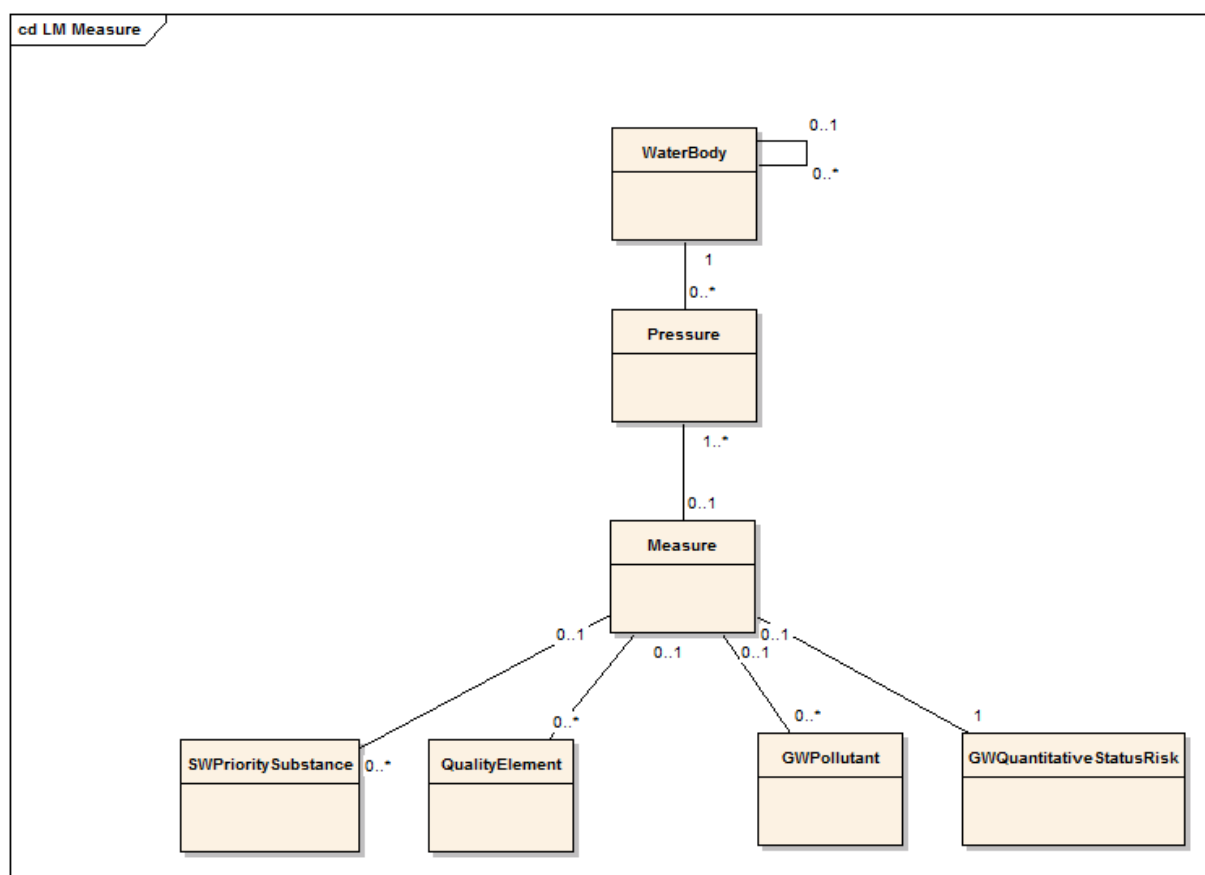 cd LM Measure
0..1
WaterBody
0..*
1
0..*
Pressure
1..*
0..1
Measure
0..1
0..1
0..1
0..1
0..*
0..*
1
SWPrioritySubstance
0..*
QualityElement
GWPollutant
GWQuantitativeStatusRisk